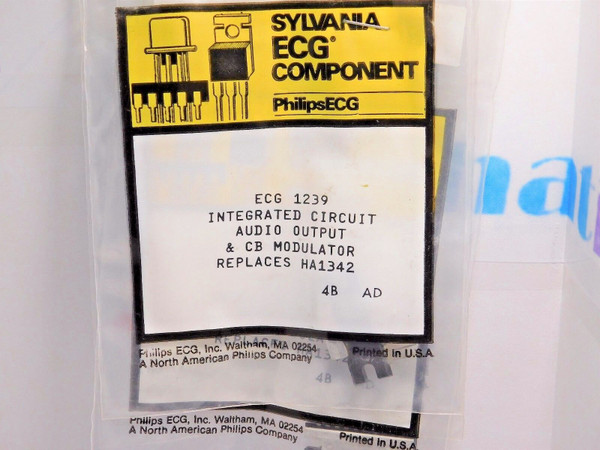 SYLVANIA
ECG®
COMPONENT
PhilipsECG
ECG 1239
INTEGRATED CIRCUIT
AUDIO OUTPUT
& CB MODULATOR
REPLACES HA1342
4B AD
Philips ECG, Inc. Waltham, MA 02254
A North American Philips Company
Printed in U.S.A.
4B
Philips ECG, Inc. Waltham, MA 02254
A North American Philips Company
Printed in U.S.A.
mat